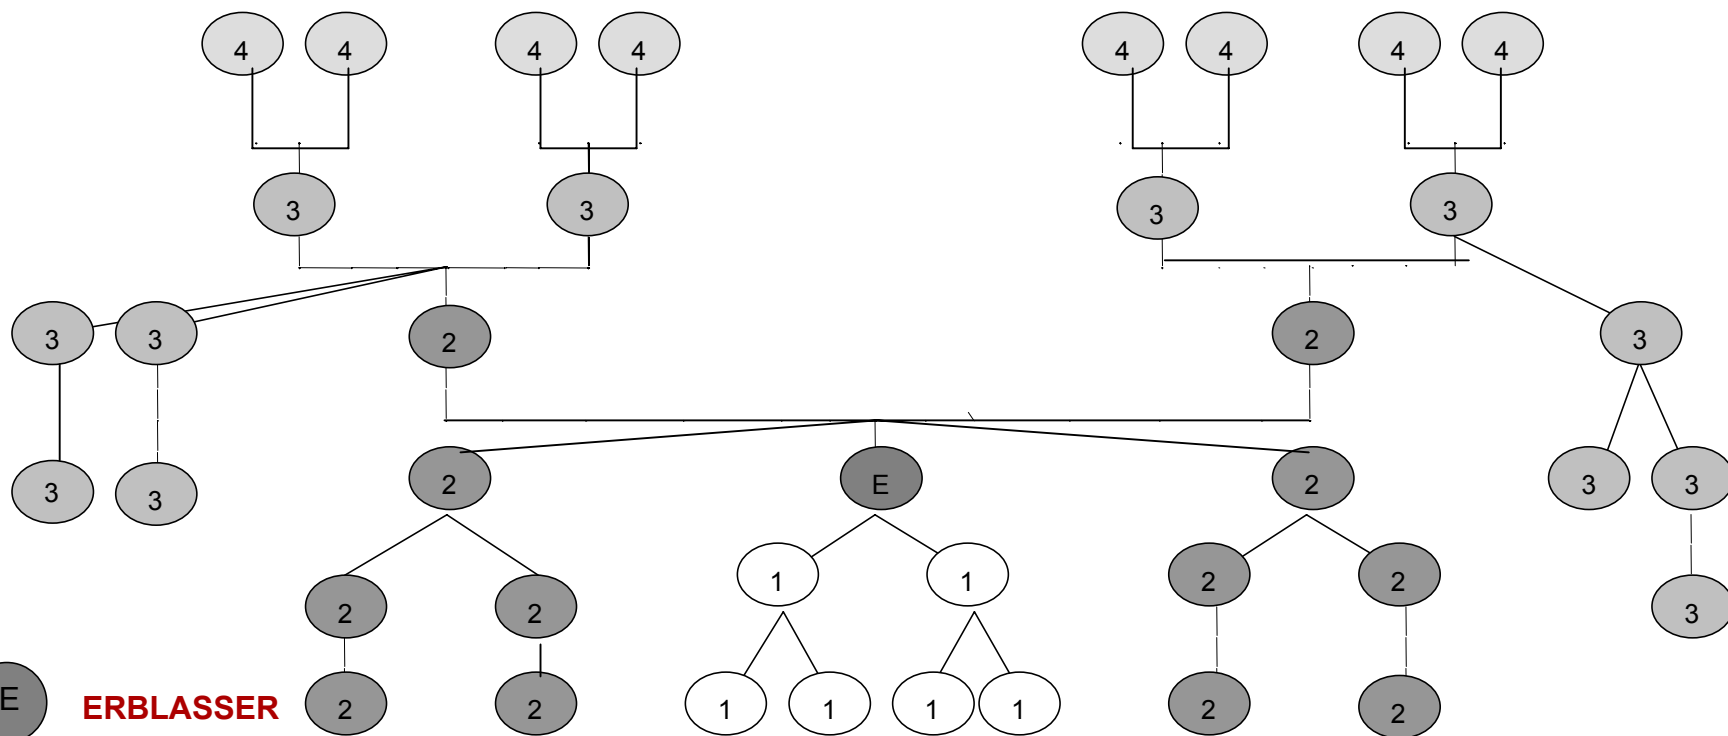 4 4 4 4 4 4 4 4
3 3 3 3
3 3 2 2 3
3 3 2 E 2 3 3
2 2 1 1 2 2 3
E ERBLASSER 2 2 1 1 1 1 2 2